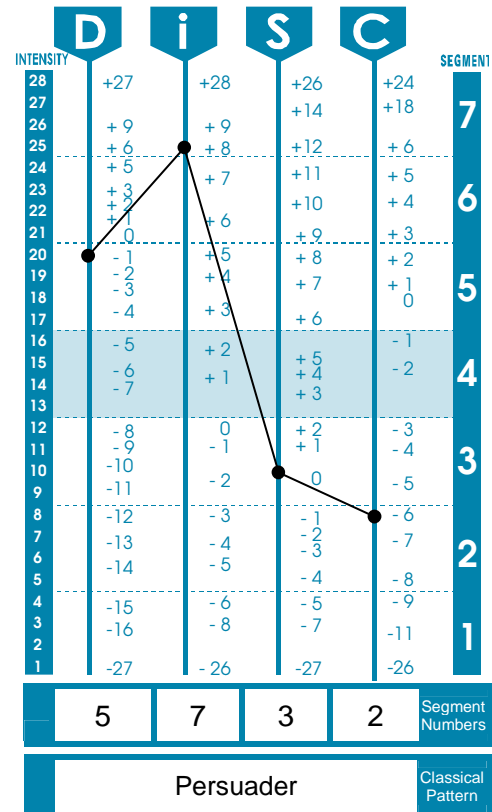 D i S C
INTENSITY SEGMENT
28 +27 +28 +26 +24
27 +14 +18 7
26 + 9 + 9
25 + 6 + 8 +12 + 6
24 + 5 +11 + 5
23 + 3 + 7 6
22 + 2 +10 + 4
21 + 1 + 6
0 + 9 + 3
20 - 1 + 5 + 8 + 2
19 - 2 + 4 + 7 + 1 5
18 - 3 0
17 - 4 + 3 + 6
16 - 5 + 2 - 1
15 - 6 + 5 - 2 4
14 - 7 + 1 + 4
13 + 3
12 - 8 0 + 2 - 3
11 - 9 - 1 + 1 - 4 3
10 -10 - 2 0 - 5
9 -11
8 -12 - 3 - 1 - 6
7 -13 - 4 - 2 - 7 2
6 -14 - 5 - 3
5 - 4 - 8
4 -15 - 6 - 5 - 9
3 -16 - 8 - 7 -11 1
2
1 -27 - 26 -27 -26
5 7 3 2 Segment
Numbers
Persuader Classical
Pattern